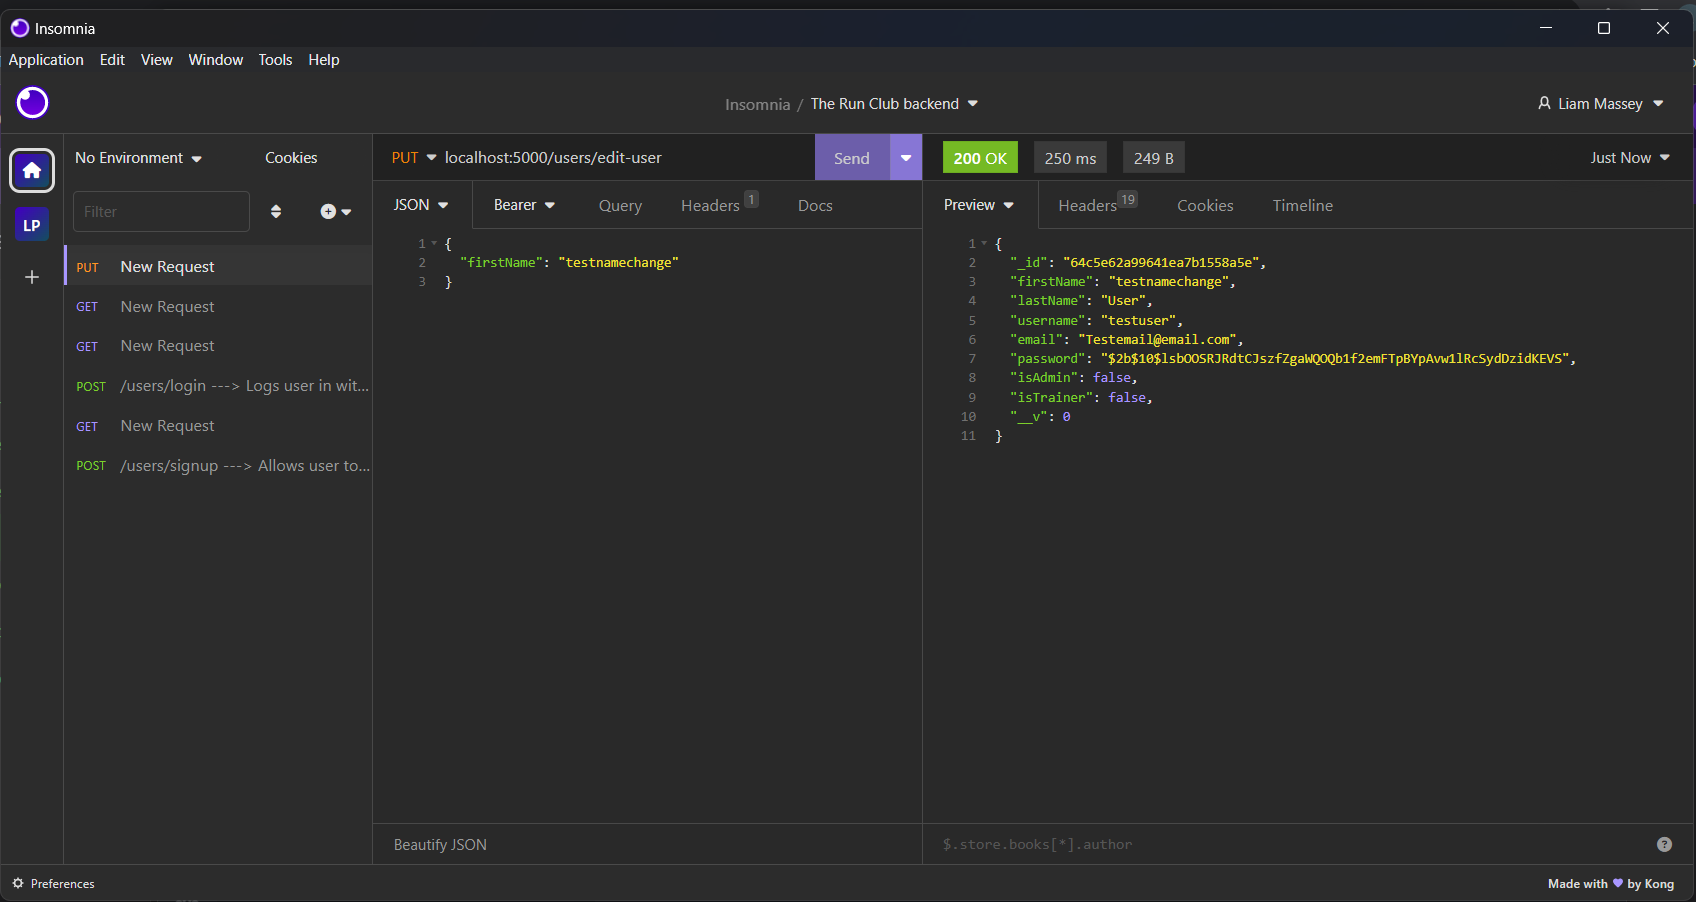 Insomnia
Application Edit View Window Tools Help
Insomnia / The Run Club backend
Liam Massey
No Environment
Cookies
PUT localhost:5000/users/edit-user
Send
200 OK
250 ms
249 B
Just Now
Filter
LP
JSON
Bearer
Query
Headers 1
Docs
Preview
Headers 19
Cookies
Timeline
PUT New Request
GET New Request
GET New Request
POST /users/login ---> Logs user in wit...
GET New Request
POST /users/signup ---> Allows user to...
1 {
2 "firstName": "testnamechange"
3 }
1 {
2 "_id": "64c5e62a99641ea7b1558a5e",
3 "firstName": "testnamechange",
4 "lastName": "User",
5 "username": "testuser",
6 "email": "Testemail@email.com",
7 "password": "$2b$10$lsbOOSRJRdtCJszfZgaWQOQb1f2emFTpBYpAvw1lRcSydDzidKEVS",
8 "isAdmin": false,
9 "isTrainer": false,
10 "__v": 0
11 }
Beautify JSON
$.store.books[*].author
?
Preferences
Made with ♥ by Kong